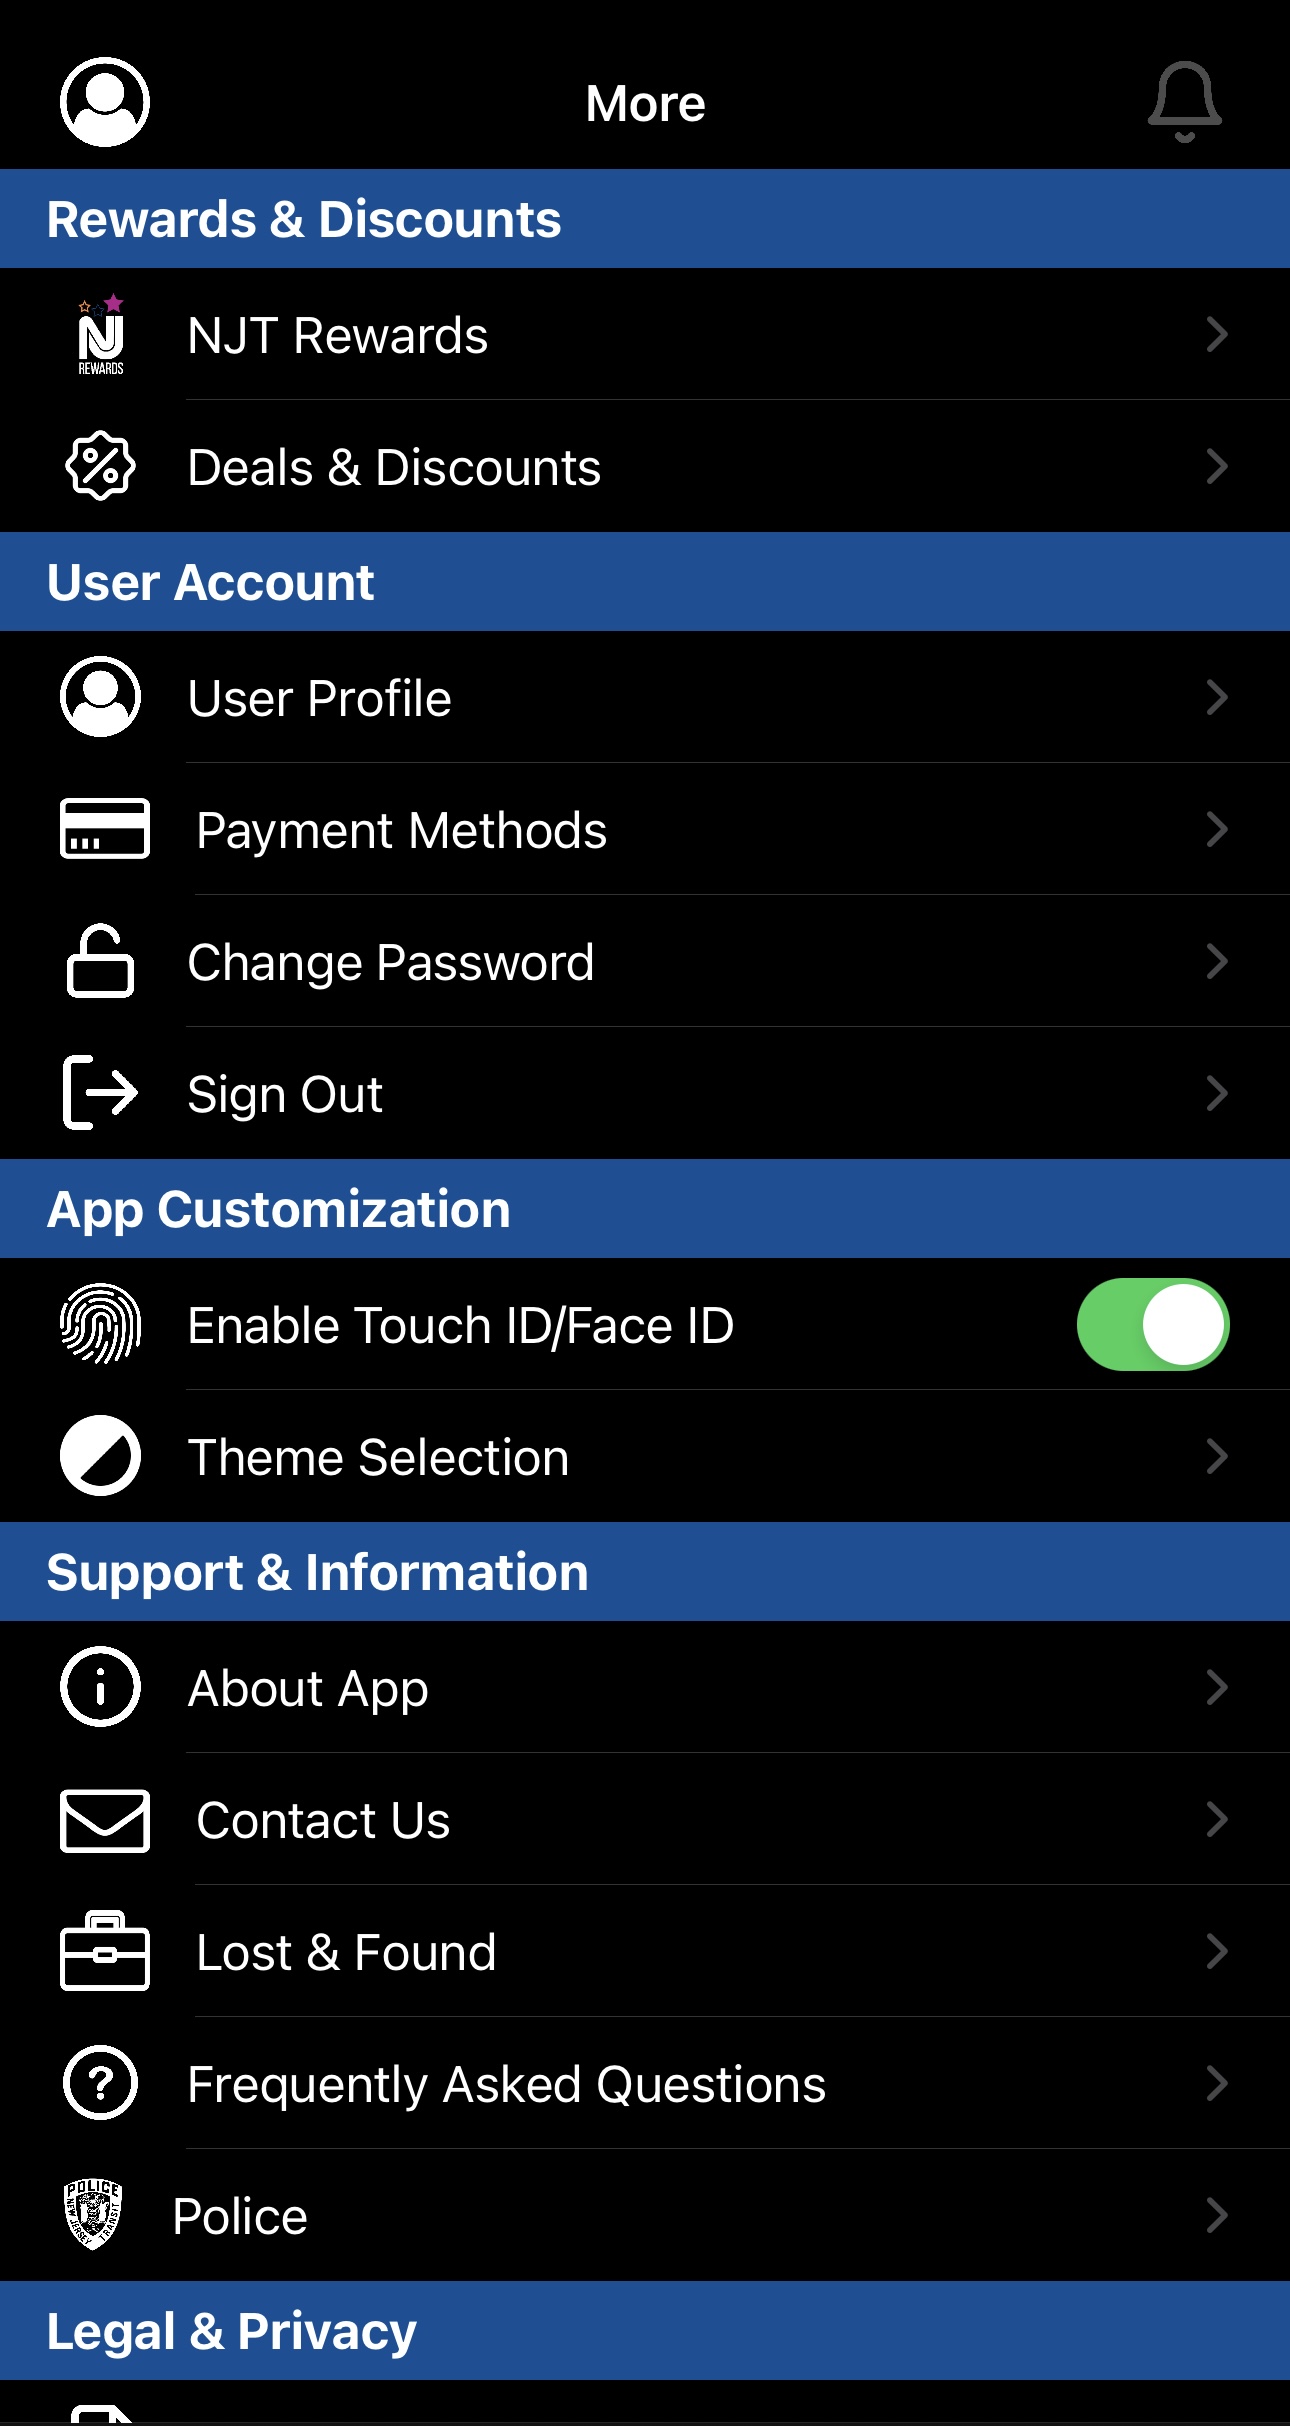 More
Rewards & Discounts
REWARDS
NJT Rewards
Deals & Discounts
User Account
User Profile
Payment Methods
Change Password
Sign Out
App Customization
Enable Touch ID/Face ID
Theme Selection
Support & Information
About App
Contact Us
Lost & Found
Frequently Asked Questions
POLICE
NEW JERSEY TRANSIT
Police
Legal & Privacy